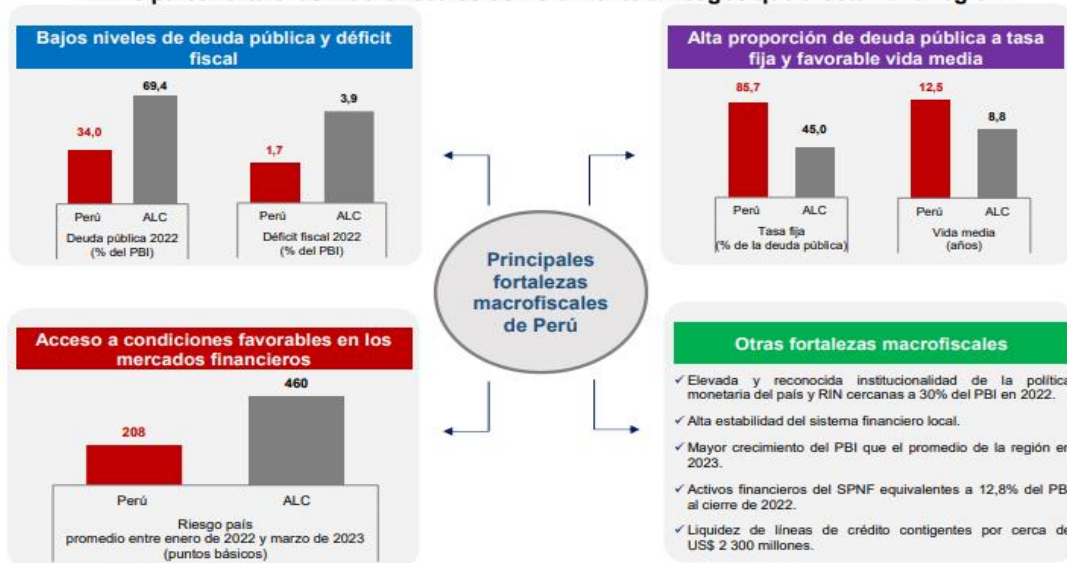 Bajos niveles de deuda pública y déficit
fiscal
69,4
34,0
Perú
ALC
Deuda pública 2022
(% del PBI)
3,9
1,7
Perú
ALC
Déficit fiscal 2022
(% del PBI)
Alta proporción de deuda pública a tasa
fija y favorable vida media
85,7
45,0
Perú
ALC
Tasa fija
(% de la deuda pública)
12,5
8,8
Perú
ALC
Vida media
(años)
Principales
fortalezas
macrofiscales
de Perú
Acceso a condiciones favorables en los
mercados financieros
460
208
Perú
ALC
Riesgo país
promedio entre enero de 2022 y marzo de 2023
(puntos básicos)
Otras fortalezas macrofiscales
✓ Elevada y reconocida institucionalidad de la política
monetaria del país y RIN cercanas a 30% del PBI en 2022.
✓ Alta estabilidad del sistema financiero local.
✓ Mayor crecimiento del PBI que el promedio de la región en
2023.
✓ Activos financieros del SPNF equivalentes a 12,8% del PBI
al cierre de 2022.
✓ Liquidez de líneas de crédito contigentes por cerca de
US$ 2 300 millones.